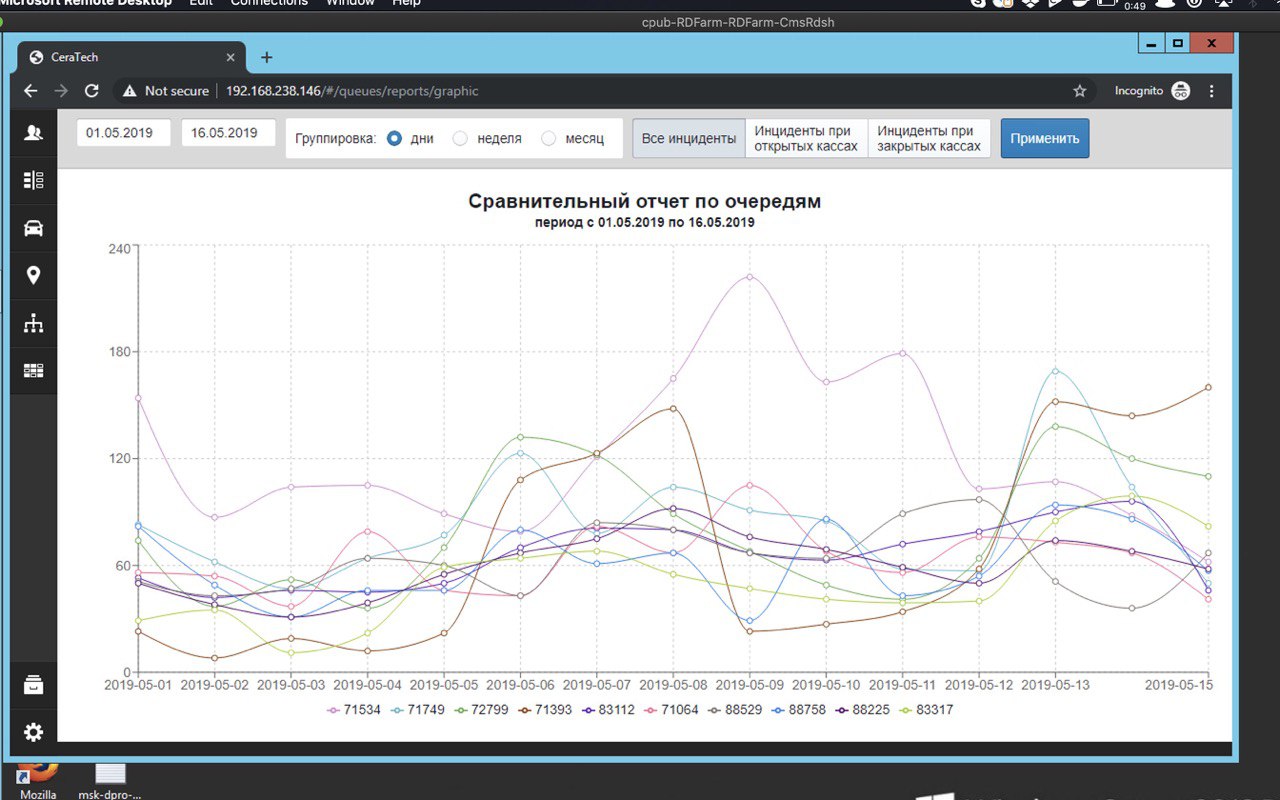 Microsoft Remote Desktop Edit Connections Window Help
0:49
cpub-RDFarm-RDFarm-CmsRdsh
CeraTech
Not secure 192.168.238.146/#/queues/reports/graphic
Incognito
01.05.2019 16.05.2019 Группировка: дни неделя месяц
Все инциденты
Инциденты при
открытых кассах
Инциденты при
закрытых кассах
Применить
Сравнительный отчет по очередям
период с 01.05.2019 по 16.05.2019
240
180
120
60
0
2019-05-01 2019-05-02 2019-05-03 2019-05-04 2019-05-05 2019-05-06 2019-05-07 2019-05-08 2019-05-09 2019-05-10 2019-05-11 2019-05-12 2019-05-13 2019-05-15
71534 71749 72799 71393 83112 71064 88529 88758 88225 83317
Mozilla
msk-dpro-...